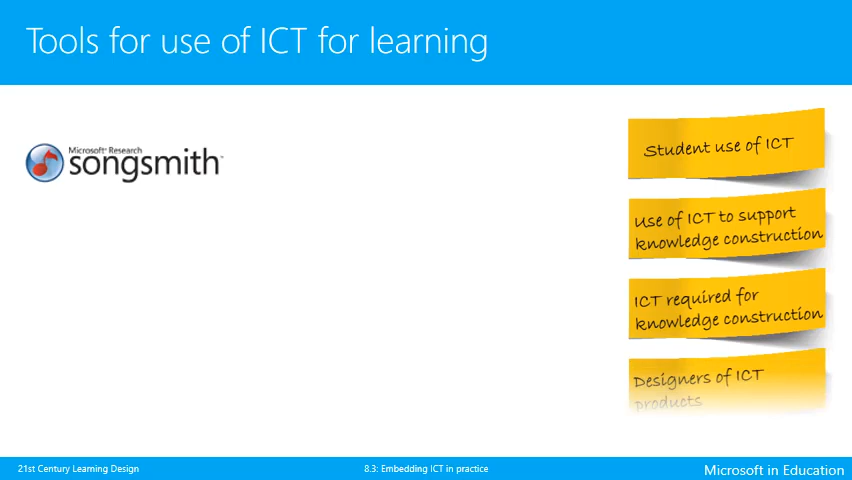 Tools for use of ICT for learning
Microsoft® Research
songsmith™
Student use of ICT
Use of ICT to support
knowledge construction
ICT required for
knowledge construction
Designers of ICT
products
21st Century Learning Design
8.3: Embedding ICT in practice
Microsoft in Education